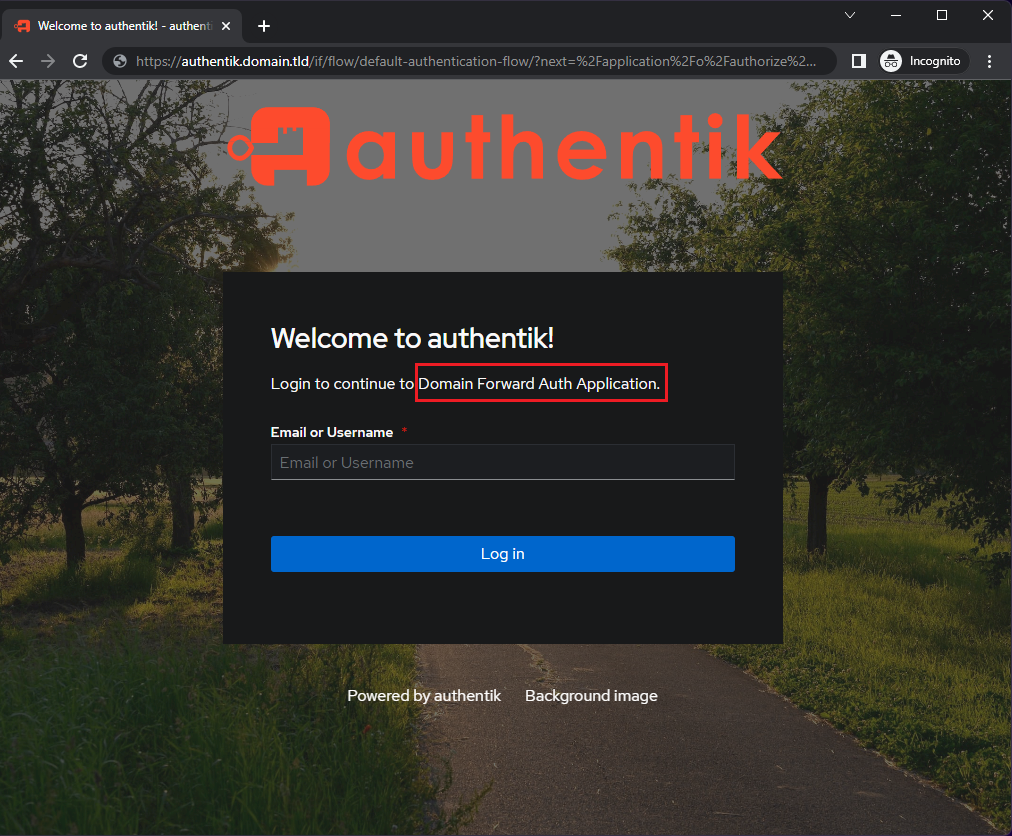 Welcome to authentik! - authenti
https://authentik.domain.tld/if/flow/default-authentication-flow/?next=%2Fapplication%2Fo%2Fauthorize%2...
Incognito
authentik
Welcome to authentik!
Login to continue to Domain Forward Auth Application.
Email or Username *
Email or Username
Log in
Powered by authentik Background image